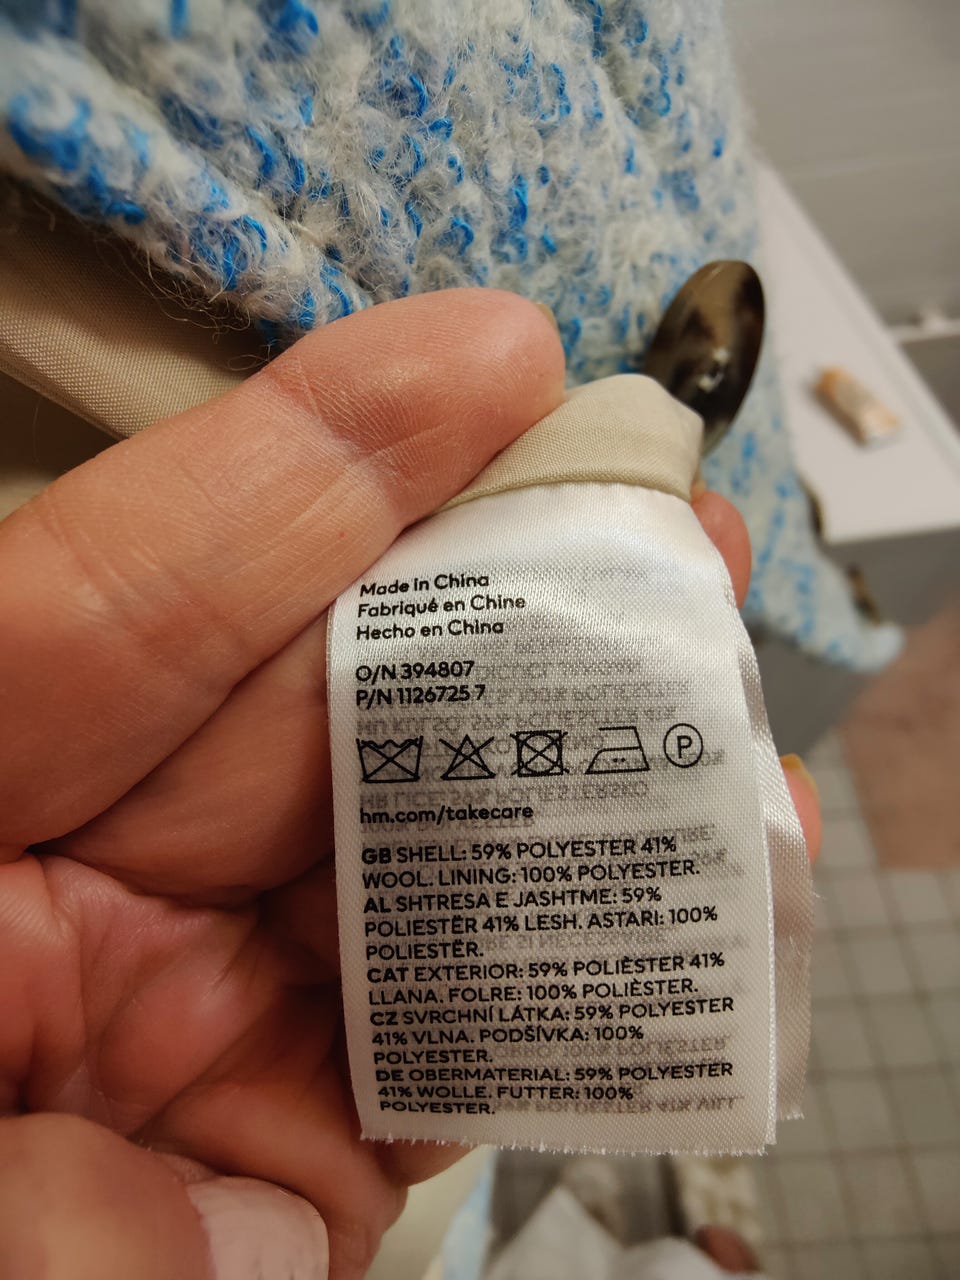 Made in China
Fabriqué en Chine
Hecho en China
O/N 394807
P/N 1126725 7
P
hm.com/takecare
GB SHELL: 59% POLYESTER 41%
WOOL. LINING: 100% POLYESTER.
AL SHTRESA E JASHTME: 59%
POLIESTËR 41% LESH. ASTARI: 100%
POLIESTËR.
CAT EXTERIOR: 59% POLIÈSTER 41%
LLANA. FOLRE: 100% POLIÈSTER.
CZ SVRCHNÍ LÁTKA: 59% POLYESTER
41% VLNA. PODŠÍVKA: 100%
POLYESTER.
DE OBERMATERIAL: 59% POLYESTER
41% WOLLE. FUTTER: 100%
POLYESTER.